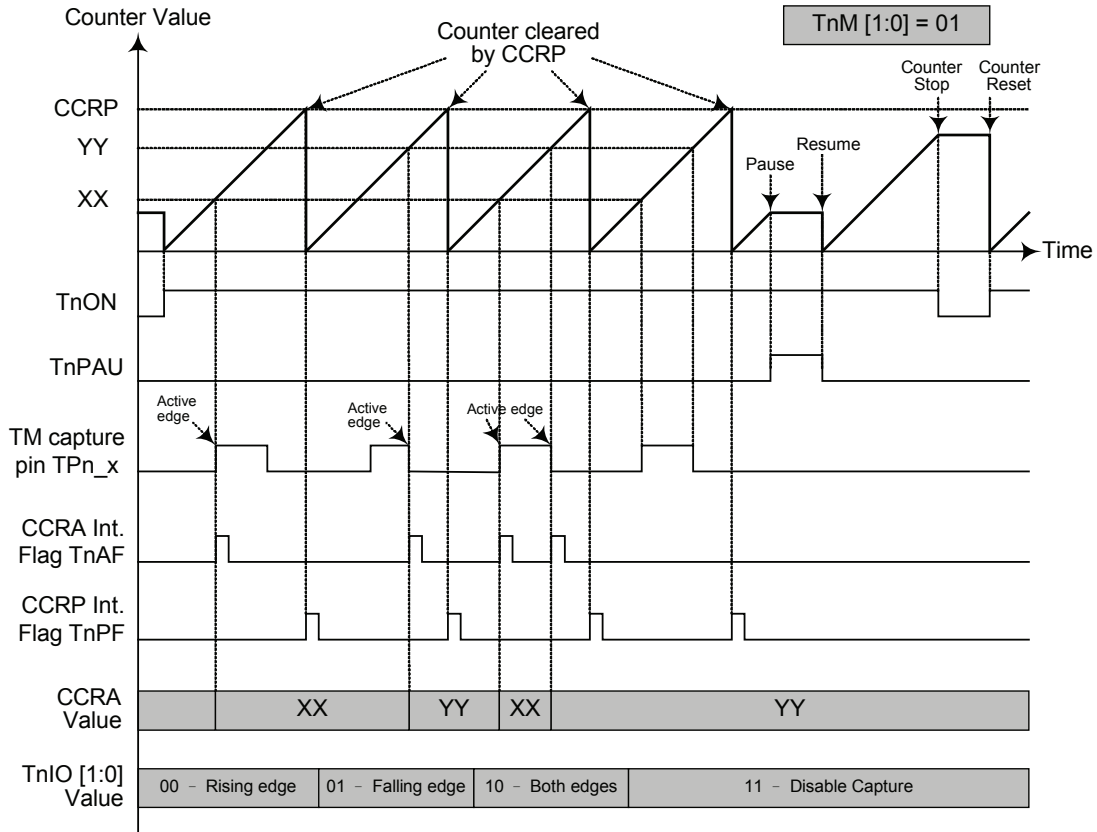 Counter Value
TnM [1:0] = 01
Counter cleared
by CCRP
Counter
Stop
Counter
Reset
CCRP
YY
XX
Pause
Resume
Time
TnON
TnPAU
Active
edge
Active
edge
Active edge
TM capture
pin TPn_x
CCRA Int.
Flag TnAF
CCRP Int.
Flag TnPF
CCRA
Value
XX
YY
XX
YY
TnIO [1:0]
Value
00 - Rising edge
01 - Falling edge
10 - Both edges
11 - Disable Capture